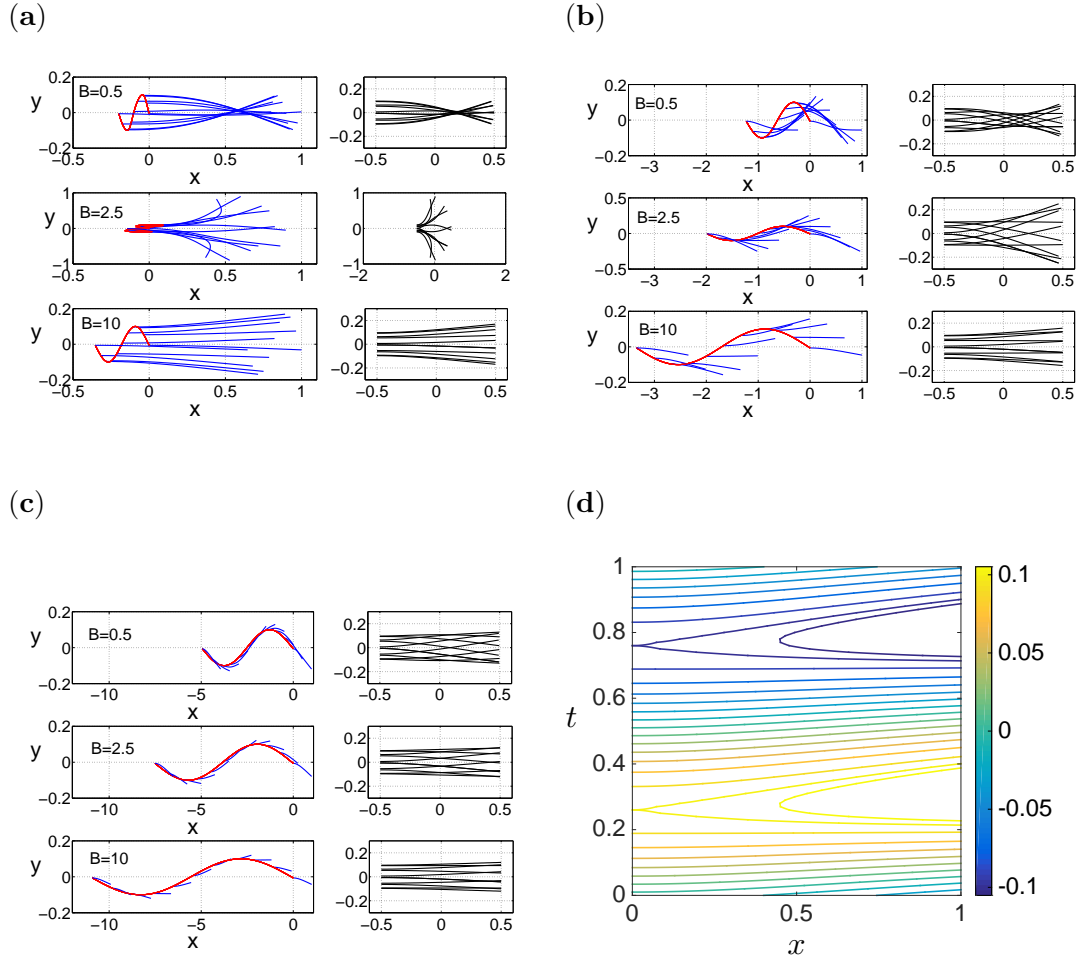 (a)
0.2
0
−0.2
y
B=0.5
−0.5 0 0.5 1
x
0.2
0
−0.2
−0.5 0 0.5
1
0
−1
y
B=2.5
−0.5 0 0.5 1
x
1
0
−1
−2 0 2
0.2
0
−0.2
y
B=10
−0.5 0 0.5 1
x
0.2
0
−0.2
−0.5 0 0.5
(b)
0.2
0
−0.2
y
B=0.5
−3 −2 −1 0 1
x
0.2
0
−0.2
−0.5 0 0.5
0.5
0
−0.5
y
B=2.5
−3 −2 −1 0 1
x
0.2
0
−0.2
−0.5 0 0.5
0.2
0
−0.2
y
B=10
−3 −2 −1 0 1
x
0.2
0
−0.2
−0.5 0 0.5
(c)
0.2
0
−0.2
y
B=0.5
−10 −5 0
x
0.2
0
−0.2
−0.5 0 0.5
0.2
0
−0.2
y
B=2.5
−10 −5 0
x
0.2
0
−0.2
−0.5 0 0.5
0.2
0
−0.2
y
B=10
−10 −5 0
x
0.2
0
−0.2
−0.5 0 0.5
(d)
1
0.8
0.6
t
0.4
0.2
0
0 0.5 1
x
0.1
0.05
0
-0.05
-0.1